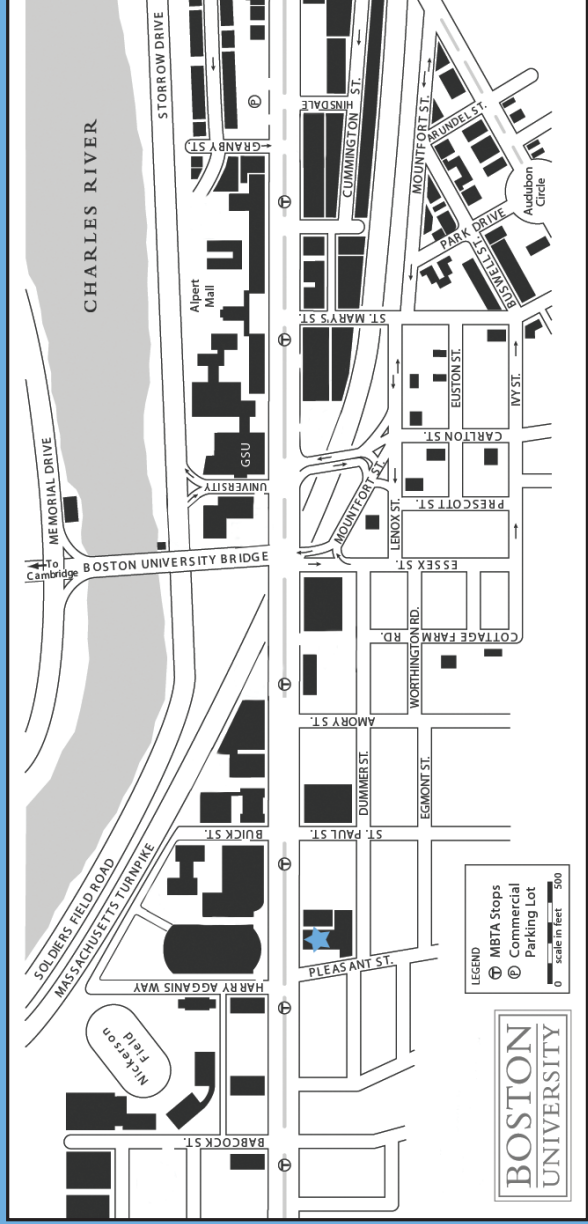 STORROW DRIVE
CHARLES RIVER
HINSDALE
CUMMINGTON ST.
MOUNTFORT ST.
ARUNDEL ST.
Audubon
Circle
GRANBY ST.
P
PARK DRIVE
BUSWELL ST.
Alpert
Mall
T
ST. MARY'S ST.
T
EUSTON ST.
IVY ST.
CARLTON ST.
GSU
UNIVERSITY
MOUNTFORT ST.
LENOX ST.
PRESCOTT ST.
MEMORIAL DRIVE
To
Cambridge
BOSTON UNIVERSITY BRIDGE
ESSEX ST.
WORTHINGTON RD.
COTTAGE FARM
RD.
T
AMORY ST.
DUMMER ST.
EGMONT ST.
BUICK ST.
ST. PAUL ST.
T
SOLDIERS FIELD ROAD
MASSACHUSETTS TURNPIKE
PLEASANT ST.
HARRY AGGANIS WAY
T
Nickerson
Field
BABCOCK ST.
T
LEGEND
T MBTA Stops
P Commercial
Parking Lot
0 500
scale in feet
BOSTON
UNIVERSITY